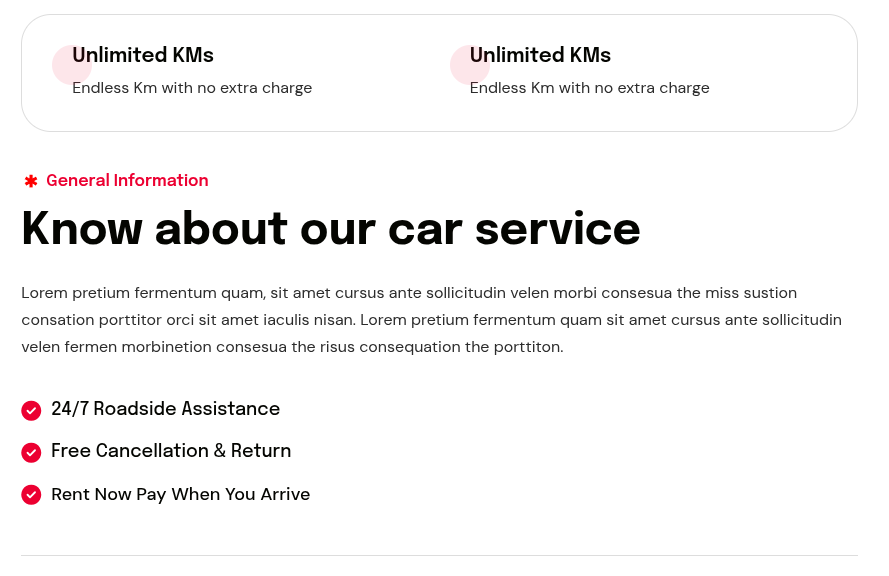 Unlimited KMs
Endless Km with no extra charge
Unlimited KMs
Endless Km with no extra charge
General Information
Know about our car service
Lorem pretium fermentum quam, sit amet cursus ante sollicitudin velen morbi consesua the miss sustion
consation porttitor orci sit amet iaculis nisan. Lorem pretium fermentum quam sit amet cursus ante sollicitudin
velen fermen morbinetion consesua the risus consequation the porttiton.
24/7 Roadside Assistance
Free Cancellation & Return
Rent Now Pay When You Arrive